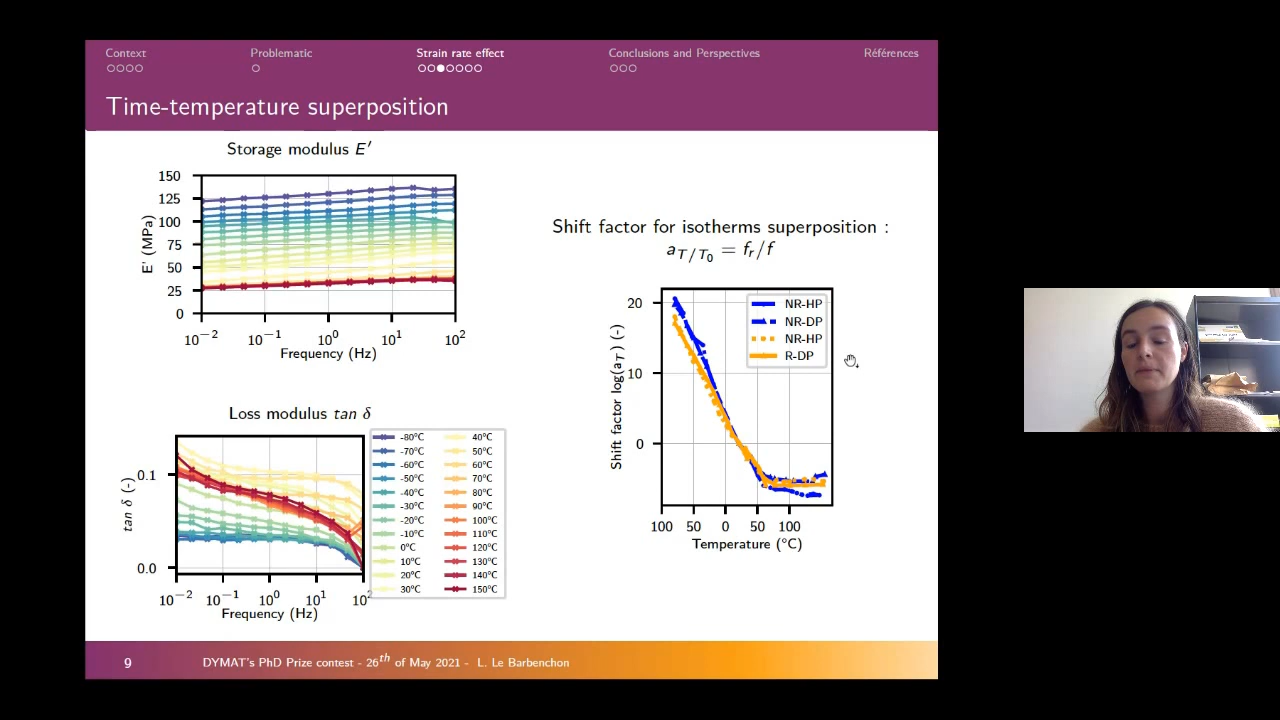 Context Problematic Strain rate effect Conclusions and Perspectives Références
Time-temperature superposition
Storage modulus E′
150
125
100
75
50
25
0
E' (MPa)
10⁻² 10⁻¹ 10⁰ 10¹ 10²
Frequency (Hz)
Loss modulus tan δ
0.1
0.0
tan δ (-)
10⁻² 10⁻¹ 10⁰ 10¹ 10²
Frequency (Hz)
-80°C 40°C
-70°C 50°C
-60°C 60°C
-50°C 70°C
-40°C 80°C
-30°C 90°C
-20°C 100°C
-10°C 110°C
0°C 120°C
10°C 130°C
20°C 140°C
30°C 150°C
Shift factor for isotherms superposition :
a_T/T₀ = f_r/f
NR-HP
NR-DP
NR-HP
R-DP
20
10
0
Shift factor log(a_T) (-)
100 50 0 50 100
Temperature (°C)
9 DYMAT's PhD Prize contest - 26th of May 2021 - L. Le Barbenchon